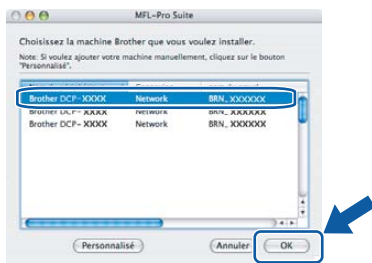 MFL-Pro Suite
Choisissez la machine Brother que vous voulez installer.
Note: Si voulez ajouter votre machine manuellement, cliquez sur le bouton
"Personnalisé".
Brother DCP-XXXX Network BRN_XXXXXX
Brother DCP-XXXX Network BRN_XXXXXX
Brother DCP-XXXX Network BRN_XXXXXX
Personnalisé Annuler OK